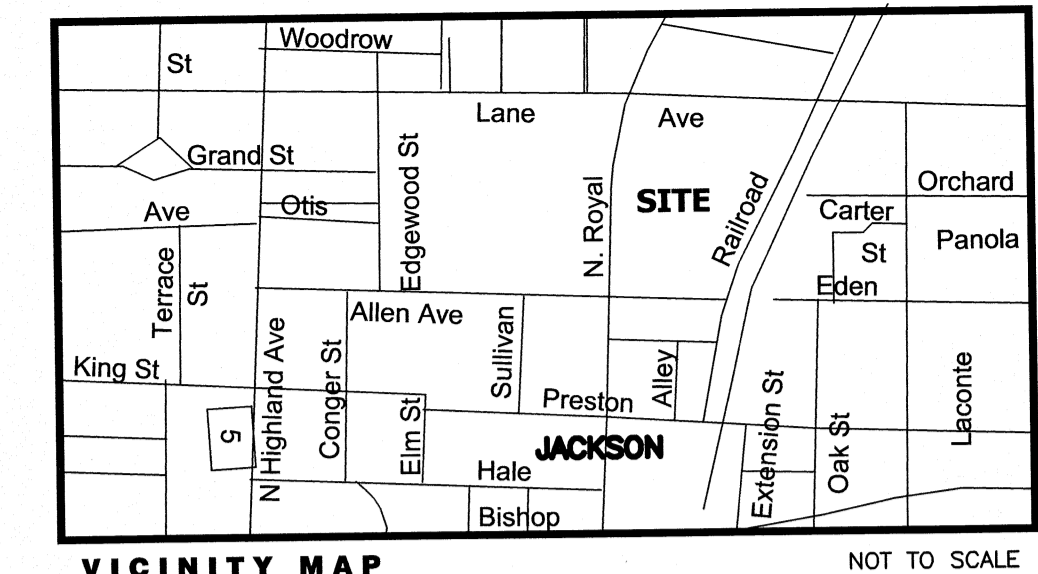 Woodrow
St
Lane Ave
Grand St
Edgewood St
Orchard
Otis
N. Royal
SITE
Railroad
Ave
Carter
St
Panola
Terrace
St
Eden
Allen Ave
Sullivan
King St
N Highland Ave
Conger St
Alley
Extension St
Laconte
Preston
Elm St
Oak St
5
JACKSON
Hale
Bishop
VICINITY MAP
NOT TO SCALE